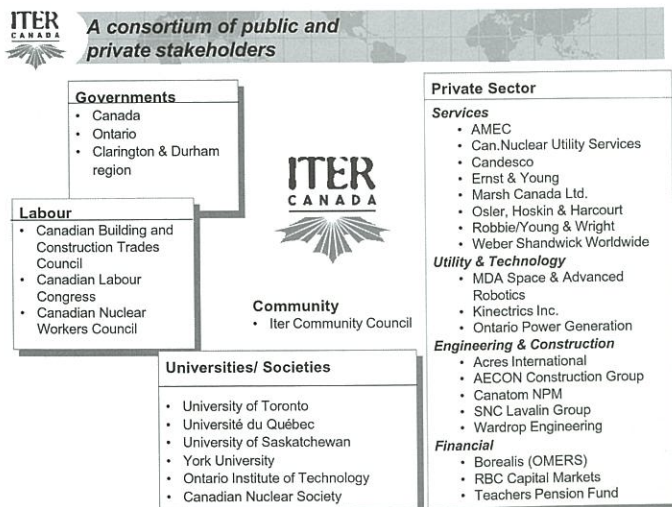 ITER
CANADA
A consortium of public and
private stakeholders
Governments
• Canada
• Ontario
• Clarington & Durham
region
Labour
• Canadian Building and
Construction Trades
Council
• Canadian Labour
Congress
• Canadian Nuclear
Workers Council
ITER
CANADA
Community
• Iter Community Council
Universities/ Societies
• University of Toronto
• Université du Québec
• University of Saskatchewan
• York University
• Ontario Institute of Technology
• Canadian Nuclear Society
Private Sector
Services
• AMEC
• Can.Nuclear Utility Services
• Candesco
• Ernst & Young
• Marsh Canada Ltd.
• Osler, Hoskin & Harcourt
• Robbie/Young & Wright
• Weber Shandwick Worldwide
Utility & Technology
• MDA Space & Advanced
Robotics
• Kinectrics Inc.
• Ontario Power Generation
Engineering & Construction
• Acres International
• AECON Construction Group
• Canatom NPM
• SNC Lavalin Group
• Wardrop Engineering
Financial
• Borealis (OMERS)
• RBC Capital Markets
• Teachers Pension Fund